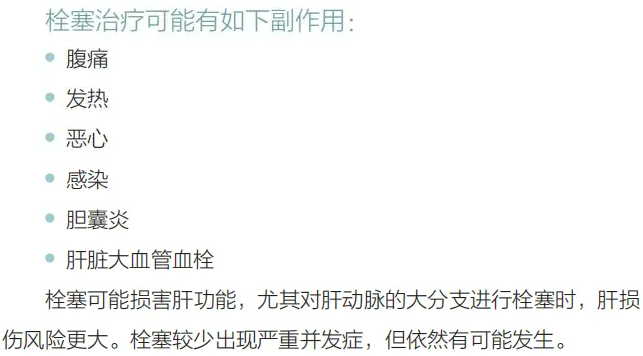 栓塞治疗可能有如下副作用：
• 腹痛
• 发热
• 恶心
• 感染
• 胆囊炎
• 肝脏大血管血栓
栓塞可能损害肝功能，尤其对肝动脉的大分支进行栓塞时，肝损
伤风险更大。栓塞较少出现严重并发症，但依然有可能发生。